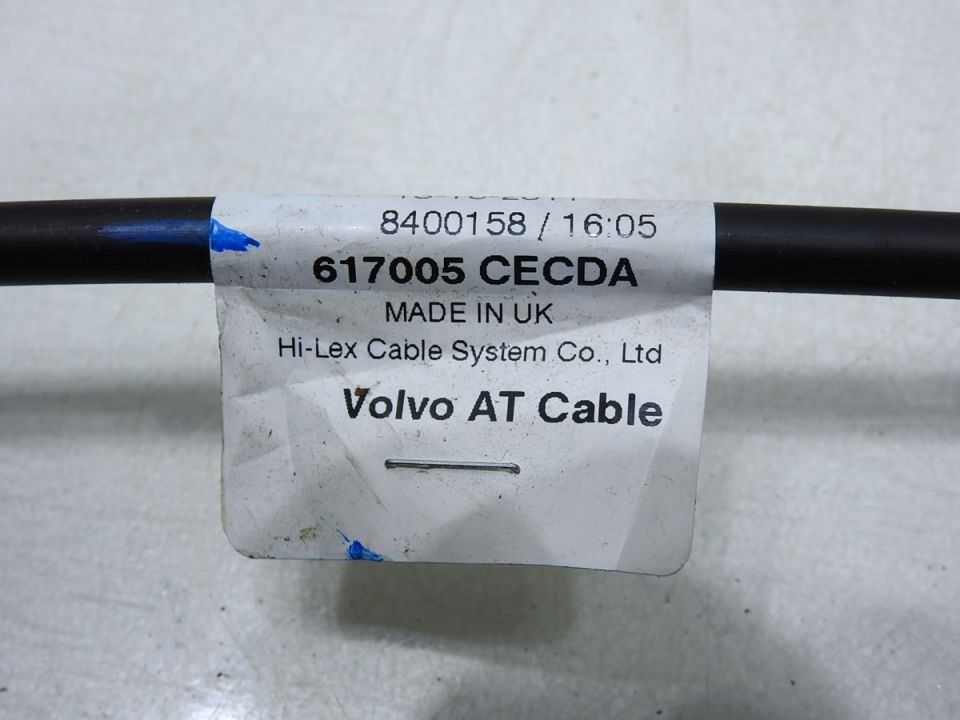 8400158 / 16:05
617005 CECDA
MADE IN UK
Hi-Lex Cable System Co., Ltd
Volvo AT Cable